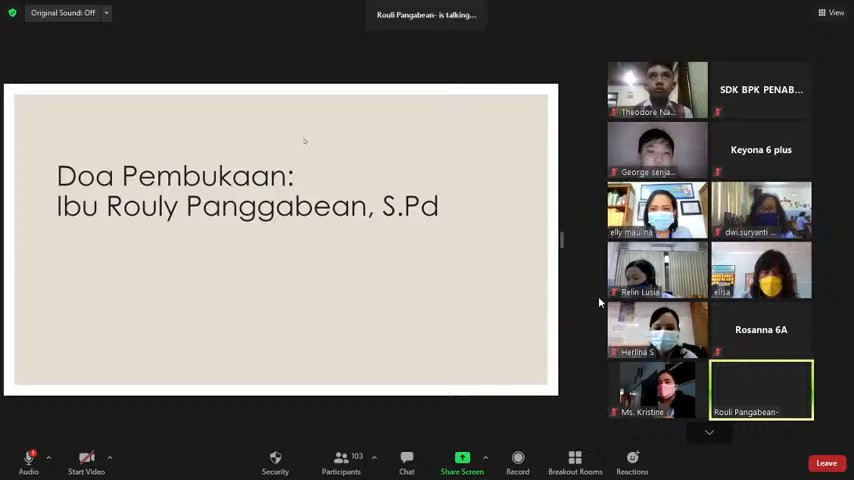 Original Sound: Off
Rouli Pangabean- is talking...
View
Doa Pembukaan:
Ibu Rouly Panggabean, S.Pd
Theodore Na...
SDK BPK PENAB...
George senja...
Keyona 6 plus
elly maulina
dwi.suryanti ...
Relin Lusia
elisa
Herlina S
Rosanna 6A
Ms. Kristine
Rouli Pangabean-
Audio
Start Video
Security
Participants
103
Chat
Share Screen
Record
Breakout Rooms
Reactions
Leave